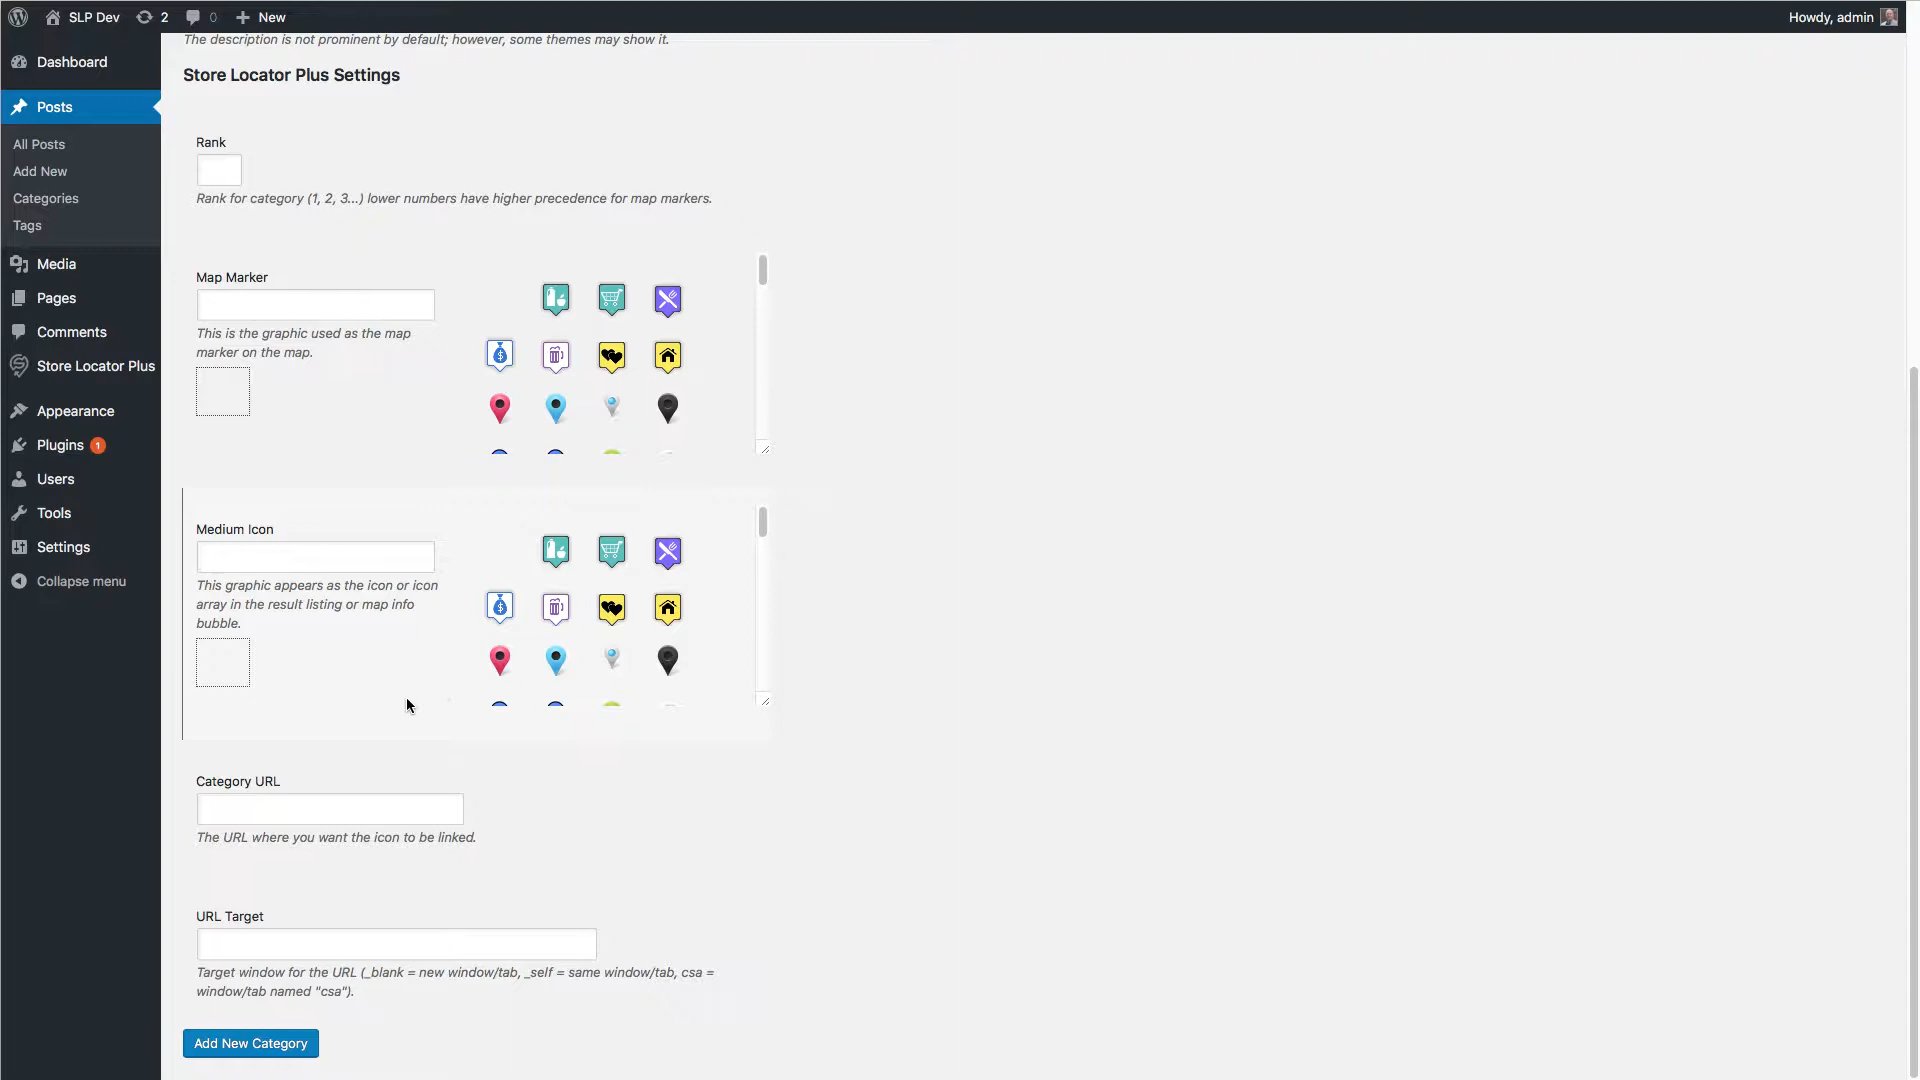 SLP Dev
2
0
New
Howdy, admin
Dashboard
Posts
All Posts
Add New
Categories
Tags
Media
Pages
Comments
Store Locator Plus
Appearance
Plugins 1
Users
Tools
Settings
Collapse menu
The description is not prominent by default; however, some themes may show it.
Store Locator Plus Settings
Rank
Rank for category (1, 2, 3...) lower numbers have higher precedence for map markers.
Map Marker
This is the graphic used as the map
marker on the map.
$
Medium Icon
This graphic appears as the icon or icon
array in the result listing or map info
bubble.
$
Category URL
The URL where you want the icon to be linked.
URL Target
Target window for the URL (_blank = new window/tab, _self = same window/tab, csa =
window/tab named "csa").
Add New Category